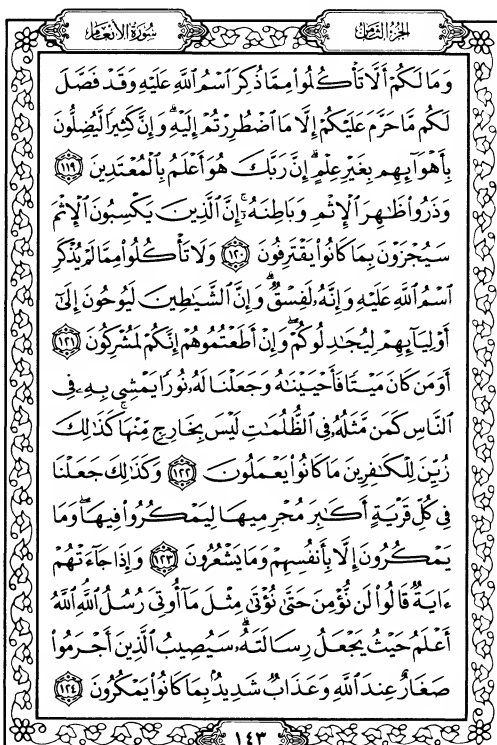 الجزء الثامن
سورة الأنعام
وَمَا لَكُمْ أَلَّا تَأْكُلُوا۟ مِمَّا ذُكِرَ ٱسْمُ ٱللَّهِ عَلَيْهِ وَقَدْ فَصَّلَ
لَكُم مَّا حَرَّمَ عَلَيْكُمْ إِلَّا مَا ٱضْطُرِرْتُمْ إِلَيْهِ ۗ وَإِنَّ كَثِيرًا لَّيُضِلُّونَ
بِأَهْوَآئِهِم بِغَيْرِ عِلْمٍ ۗ إِنَّ رَبَّكَ هُوَ أَعْلَمُ بِٱلْمُعْتَدِينَ ١١٩
وَذَرُوا۟ ظَٰهِرَ ٱلْإِثْمِ وَبَاطِنَهُۥٓ ۚ إِنَّ ٱلَّذِينَ يَكْسِبُونَ ٱلْإِثْمَ
سَيُجْزَوْنَ بِمَا كَانُوا۟ يَقْتَرِفُونَ ١٢٠ وَلَا تَأْكُلُوا۟ مِمَّا لَمْ يُذْكَرِ
ٱسْمُ ٱللَّهِ عَلَيْهِ وَإِنَّهُۥ لَفِسْقٌ ۗ وَإِنَّ ٱلشَّيَٰطِينَ لَيُوحُونَ إِلَىٰٓ
أَوْلِيَآئِهِمْ لِيُجَٰدِلُوكُمْ ۖ وَإِنْ أَطَعْتُمُوهُمْ إِنَّكُمْ لَمُشْرِكُونَ ١٢١
أَوَمَن كَانَ مَيْتًا فَأَحْيَيْنَٰهُ وَجَعَلْنَا لَهُۥ نُورًا يَمْشِى بِهِۦ فِى
ٱلنَّاسِ كَمَن مَّثَلُهُۥ فِى ٱلظُّلُمَٰتِ لَيْسَ بِخَارِجٍ مِّنْهَا ۚ كَذَٰلِكَ
زُيِّنَ لِلْكَٰفِرِينَ مَا كَانُوا۟ يَعْمَلُونَ ١٢٢ وَكَذَٰلِكَ جَعَلْنَا
فِى كُلِّ قَرْيَةٍ أَكَٰبِرَ مُجْرِمِيهَا لِيَمْكُرُوا۟ فِيهَا ۖ وَمَا
يَمْكُرُونَ إِلَّا بِأَنفُسِهِمْ وَمَا يَشْعُرُونَ ١٢٣ وَإِذَا جَآءَتْهُمْ
ءَايَةٌ قَالُوا۟ لَن نُّؤْمِنَ حَتَّىٰ نُؤْتَىٰ مِثْلَ مَآ أُوتِىَ رُسُلُ ٱللَّهِ ۘ ٱللَّهُ
أَعْلَمُ حَيْثُ يَجْعَلُ رِسَالَتَهُۥ ۗ سَيُصِيبُ ٱلَّذِينَ أَجْرَمُوا۟
صَغَارٌ عِندَ ٱللَّهِ وَعَذَابٌ شَدِيدٌۢ بِمَا كَانُوا۟ يَمْكُرُونَ ١٢٤
١٤٣